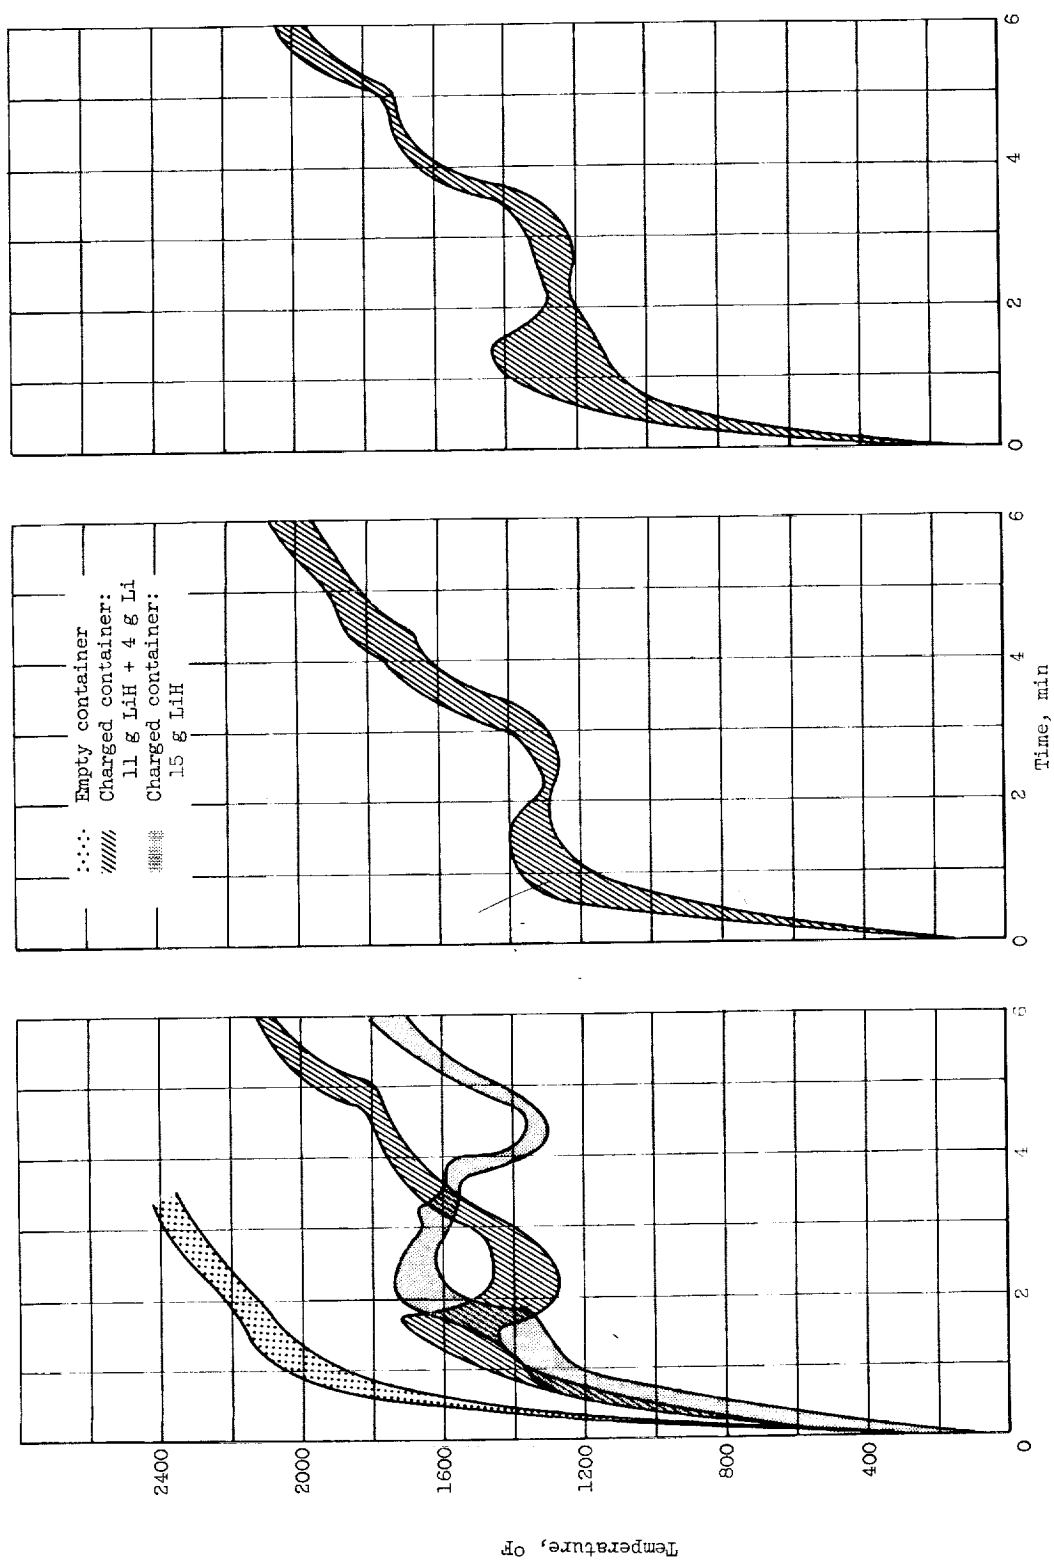 Temperature, °F
2400
2000
1600
1200
800
400
0
2
4
6
Empty container
Charged container:
11 g LiH + 4 g Li
Charged container:
15 g LiH
0
2
4
6
Time, min
0
2
4
6